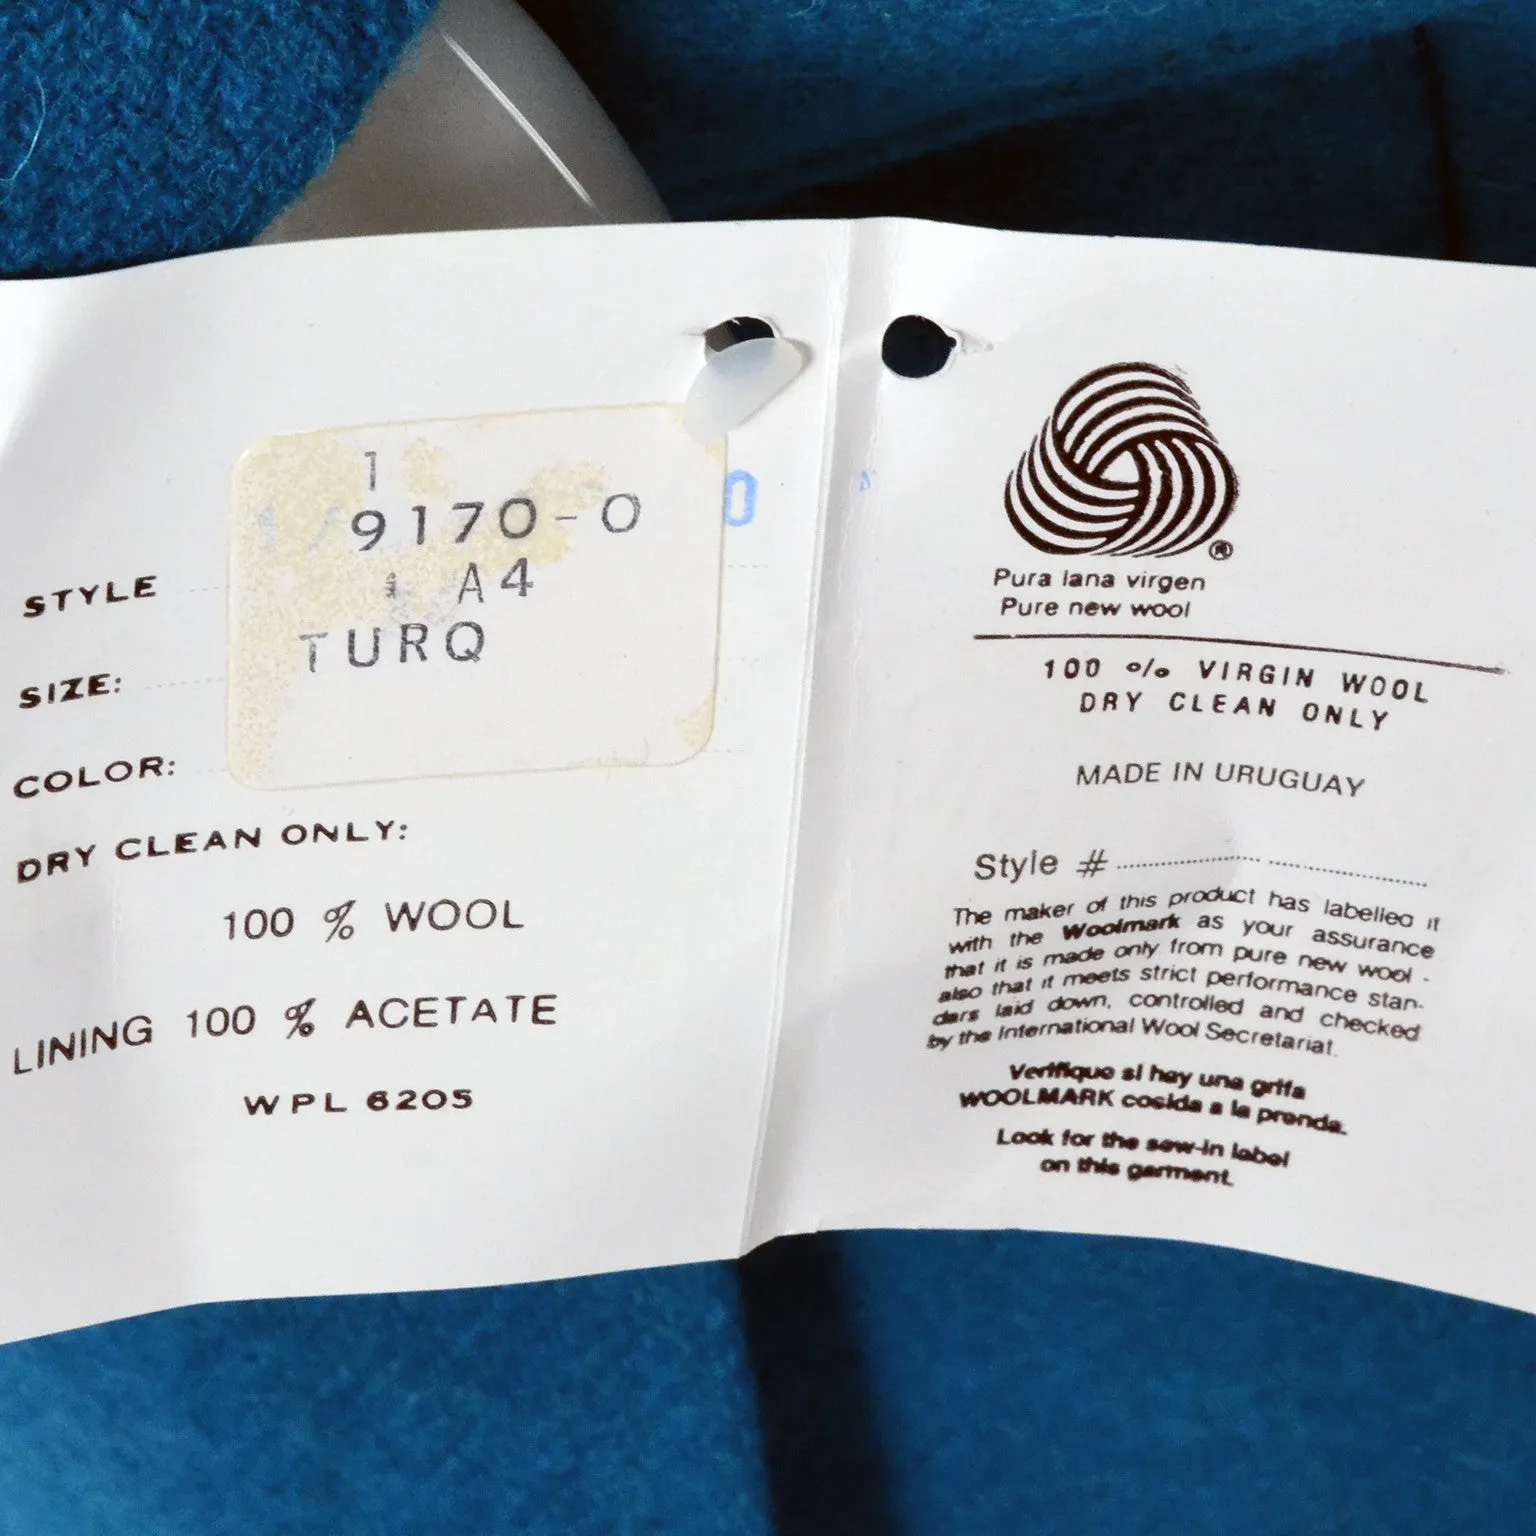 1
9170-0
A4
TURQ
0
STYLE
SIZE:
COLOR:
DRY CLEAN ONLY:
100 % WOOL
LINING 100 % ACETATE
WPL 6205
®
Pura lana virgen
Pure new wool
100 % VIRGIN WOOL
DRY CLEAN ONLY
MADE IN URUGUAY
Style #
The maker of this product has labelled it
with the Woolmark as your assurance
that it is made only from pure new wool -
also that it meets strict performance stan-
dars laid down, controlled and checked
by the International Wool Secretariat.
Verifique si hay una griffa
WOOLMARK cosida a la prenda.
Look for the sew-in label
on this garment.